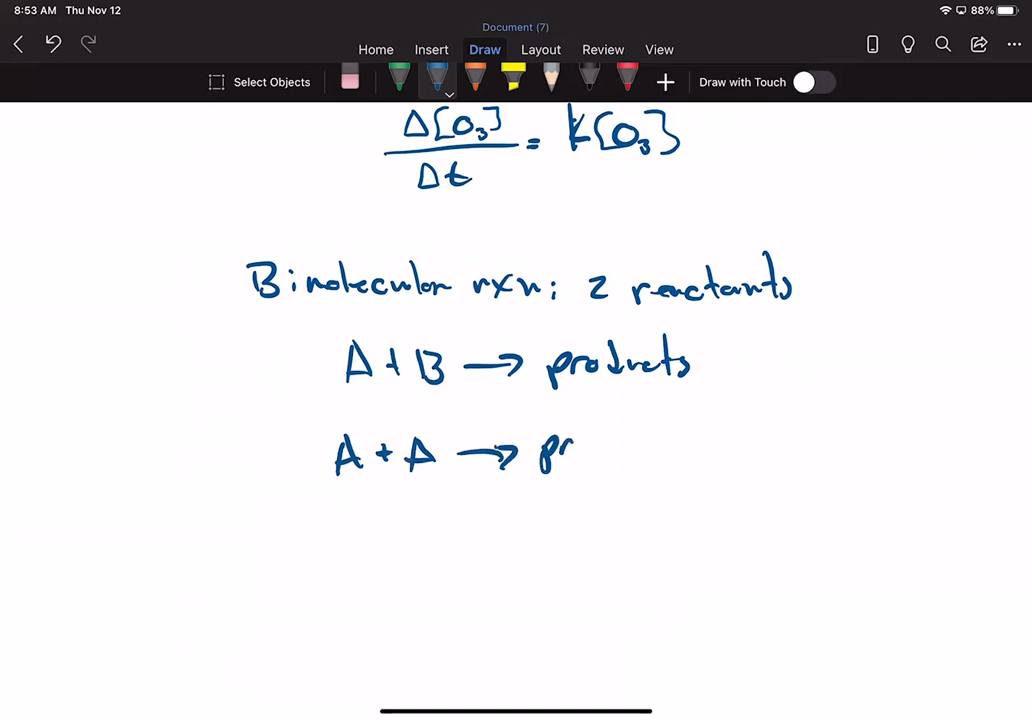 8:53 AM Thu Nov 12 88%
Document (7)
Home Insert Draw Layout Review View
Select Objects Draw with Touch
Δ[O₃]
Δt
= K[O₃]
Bimolecular rxn: 2 reactants
A + B → products
A + A → pr